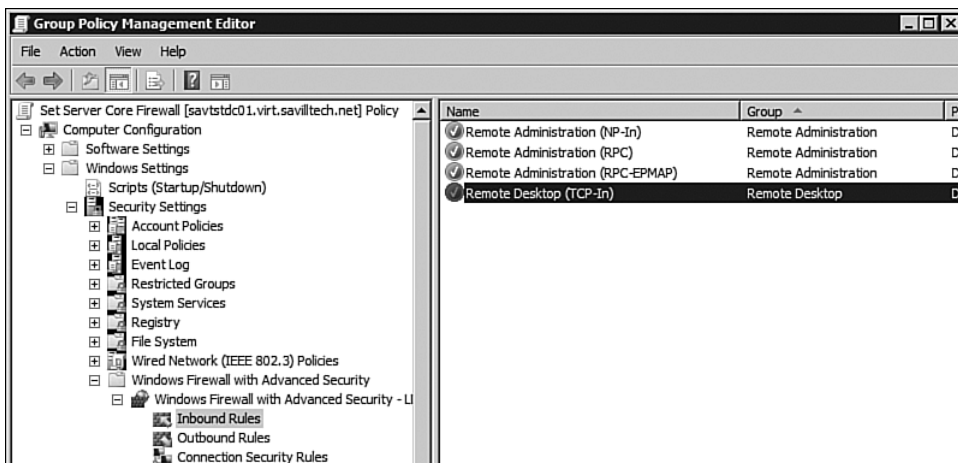 Group Policy Management Editor
File Action View Help
Set Server Core Firewall [savtstdc01.virt.savilltech.net] Policy
Computer Configuration
Software Settings
Windows Settings
Scripts (Startup/Shutdown)
Security Settings
Account Policies
Local Policies
Event Log
Restricted Groups
System Services
Registry
File System
Wired Network (IEEE 802.3) Policies
Windows Firewall with Advanced Security
Windows Firewall with Advanced Security - LI
Inbound Rules
Outbound Rules
Connection Security Rules
Name Group P
Remote Administration (NP-In) Remote Administration D
Remote Administration (RPC) Remote Administration D
Remote Administration (RPC-EPMAP) Remote Administration D
Remote Desktop (TCP-In) Remote Desktop D